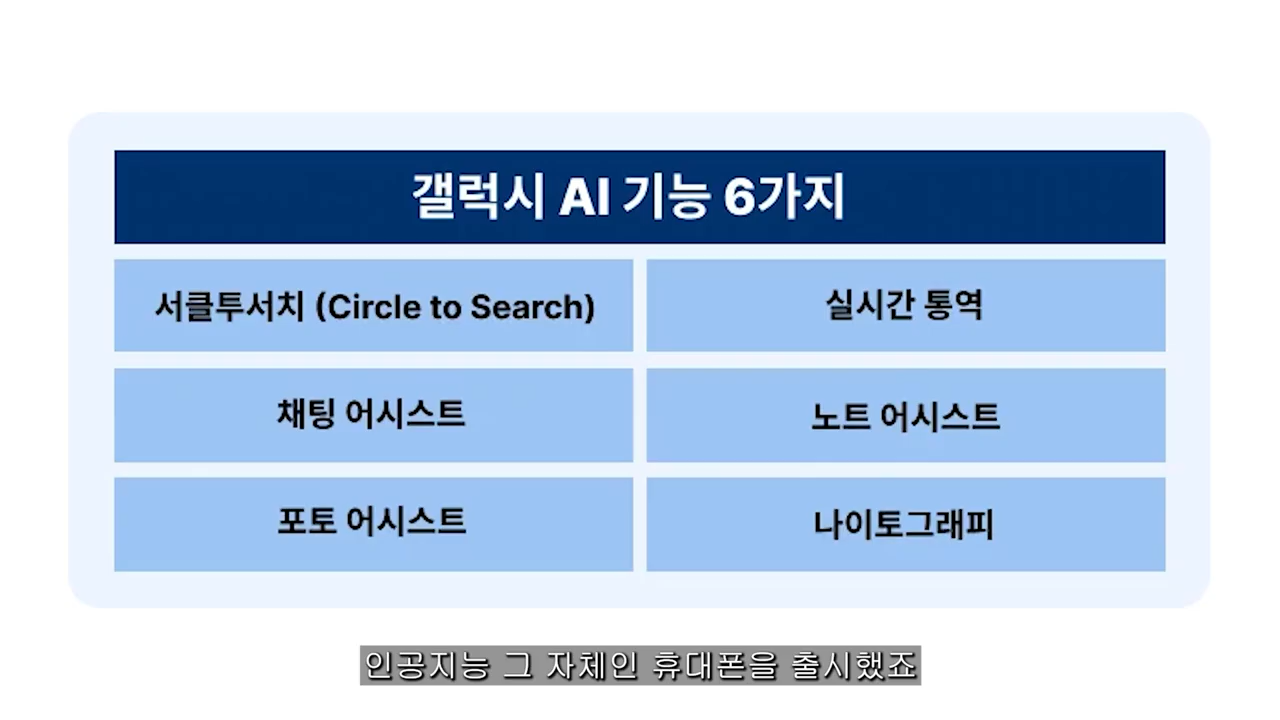 갤럭시 AI 기능 6가지
서클투서치 (Circle to Search)
실시간 통역
채팅 어시스트
노트 어시스트
포토 어시스트
나이토그래피
인공지능 그 자체인 휴대폰을 출시했죠